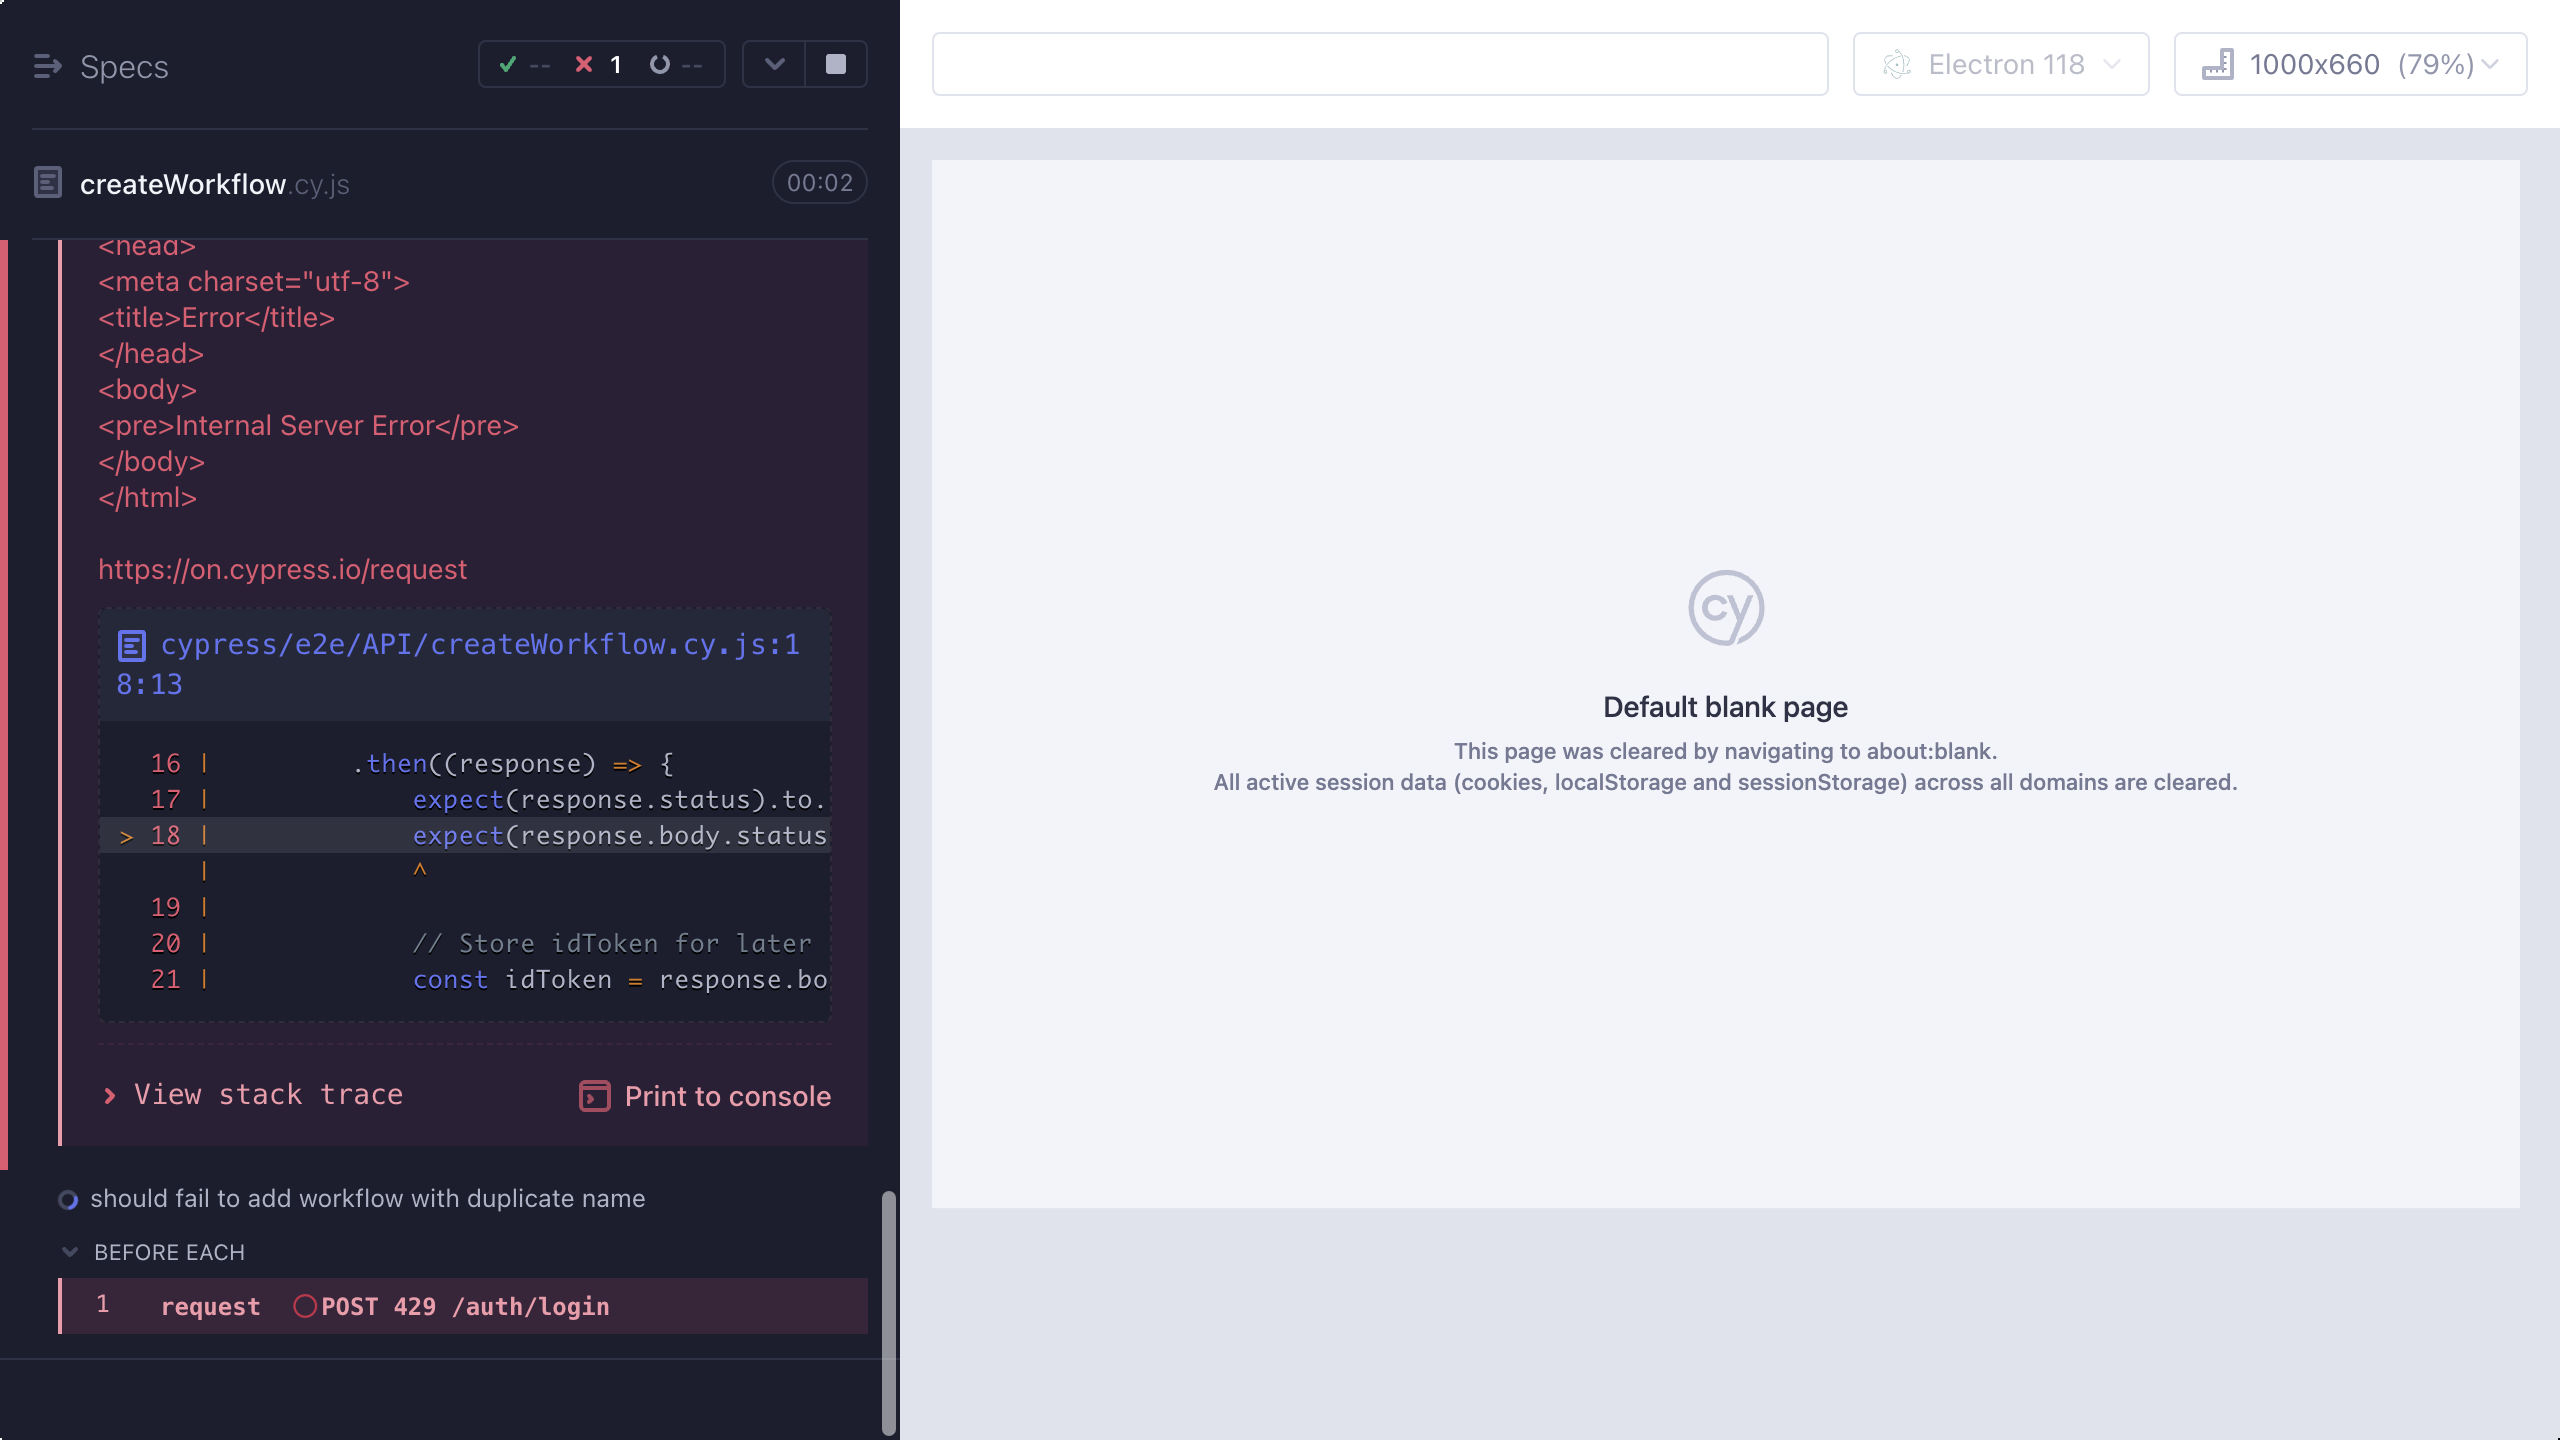 Specs
-- 1 --
createWorkflow.cy.js
00:02
<head>
<meta charset="utf-8">
<title>Error</title>
</head>
<body>
<pre>Internal Server Error</pre>
</body>
</html>
https://on.cypress.io/request
cypress/e2e/API/createWorkflow.cy.js:1
8:13
16 | .then((response) => {
17 | expect(response.status).to.
> 18 | expect(response.body.status
| ^
19 |
20 | // Store idToken for later
21 | const idToken = response.bo
View stack trace
Print to console
should fail to add workflow with duplicate name
BEFORE EACH
1 request POST 429 /auth/login
Electron 118
1000x660 (79%)
cy
Default blank page
This page was cleared by navigating to about:blank.
All active session data (cookies, localStorage and sessionStorage) across all domains are cleared.